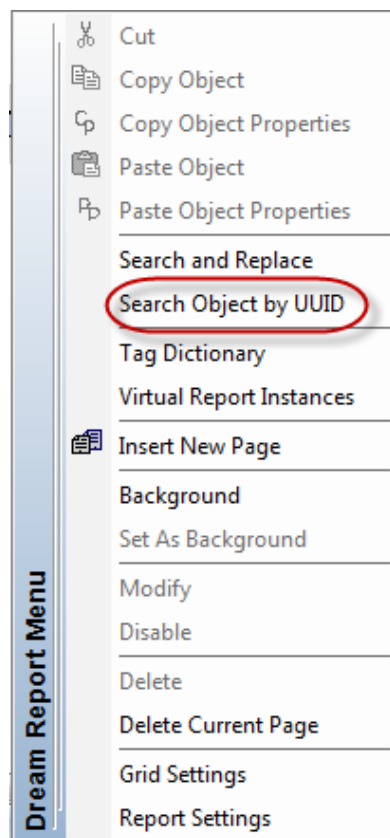 Cut
Copy Object
Copy Object Properties
Paste Object
Paste Object Properties
Search and Replace
Search Object by UUID
Tag Dictionary
Virtual Report Instances
Insert New Page
Background
Set As Background
Modify
Disable
Delete
Delete Current Page
Grid Settings
Report Settings
Dream Report Menu